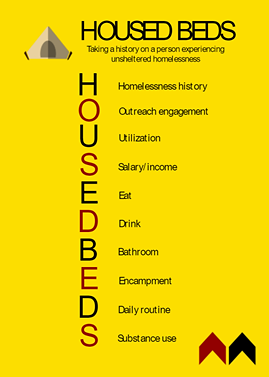 HOUSED BEDS
Taking a history on a person experiencing
unsheltered homelessness
H Homelessness history
O Outreach engagement
U Utilization
S Salary/income
E Eat
D Drink
B Bathroom
E Encampment
D Daily routine
S Substance use